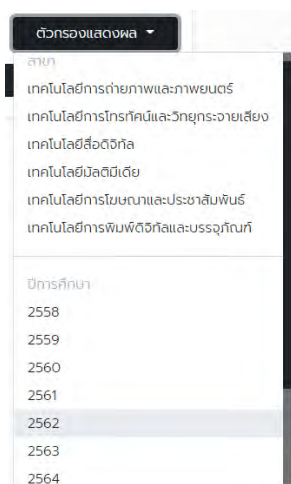 ตัวกรองแสดงผล
สาขา
เทคโนโลยีการถ่ายภาพและภาพยนตร์
เทคโนโลยีการโทรทัศน์และวิทยุกระจายเสียง
เทคโนโลยีสื่อดิจิทัล
เทคโนโลยีมัลติมีเดีย
เทคโนโลยีการโฆษณาและประชาสัมพันธ์
เทคโนโลยีการพิมพ์ดิจิทัลและบรรจุภัณฑ์
ปีการศึกษา
2558
2559
2560
2561
2562
2563
2564